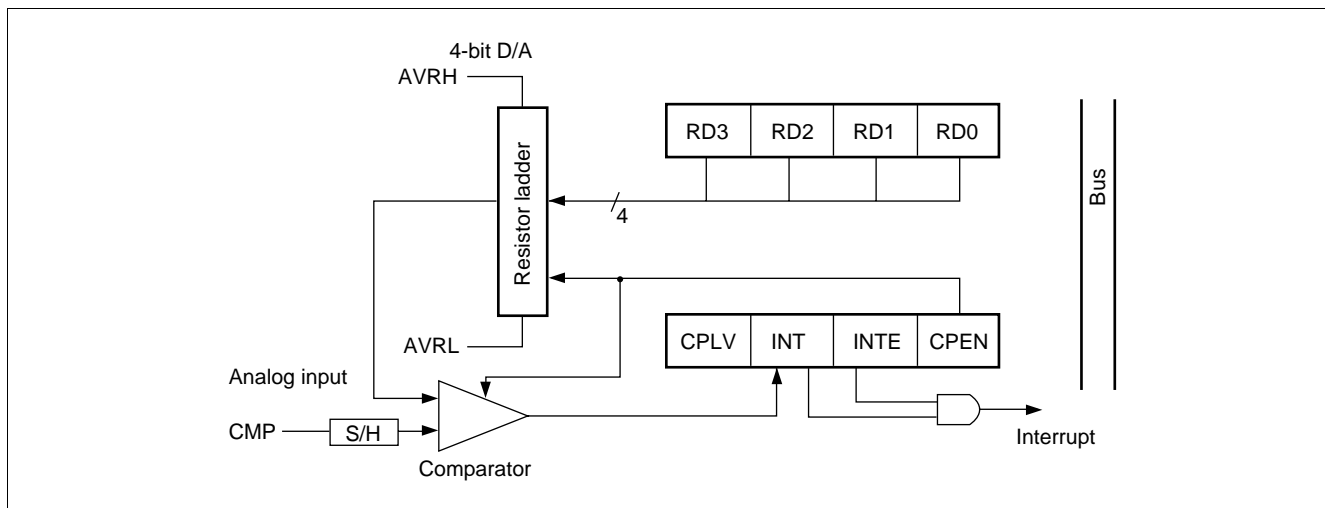 4-bit D/A
AVRH
RD3 RD2 RD1 RD0
Resistor ladder
4
Bus
AVRL
CPLV INT INTE CPEN
Analog input
CMP S/H
Comparator
Interrupt